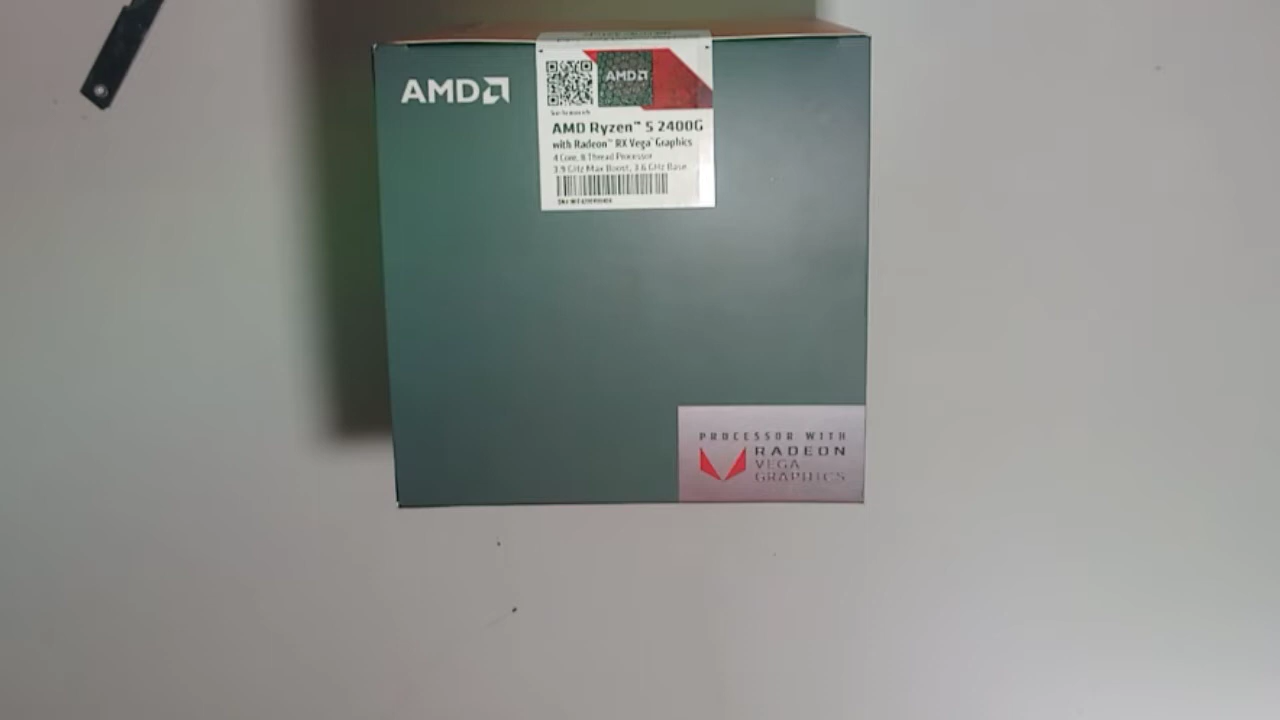 AMD
AMD
AMD Ryzen™ 5 2400G
with Radeon™ RX Vega™ Graphics
4 Core, 8 Thread Processor
3.9 GHz Max Boost, 3.6 GHz Base
PROCESSOR WITH
RADEON
VEGA
GRAPHICS